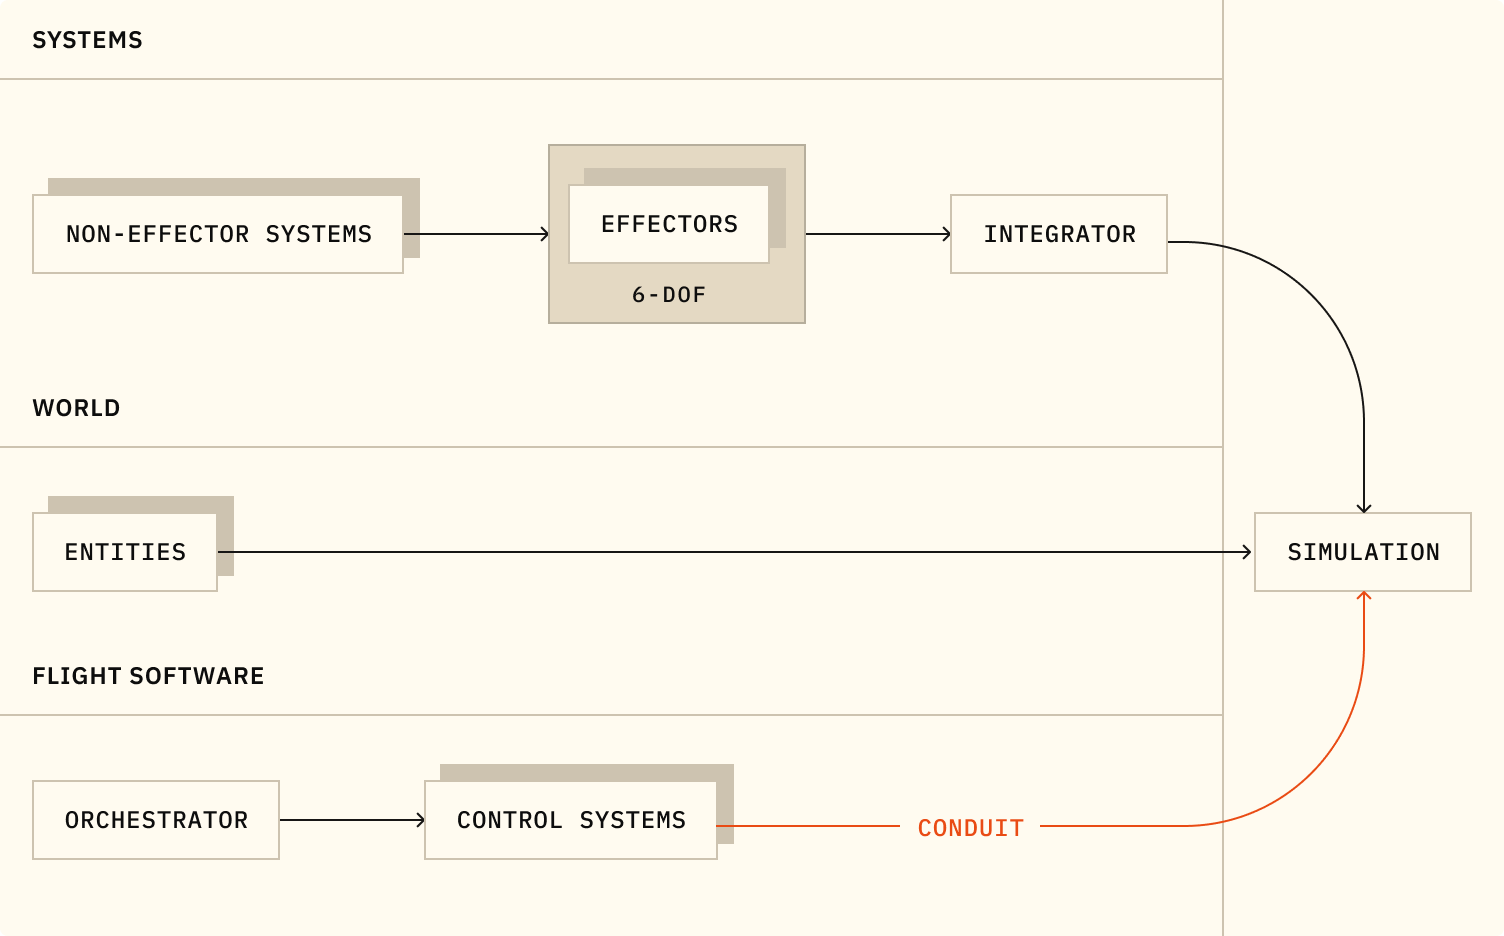 SYSTEMS
NON-EFFECTOR SYSTEMS
EFFECTORS
6-DOF
INTEGRATOR
WORLD
ENTITIES
SIMULATION
FLIGHT SOFTWARE
ORCHESTRATOR
CONTROL SYSTEMS
CONDUIT